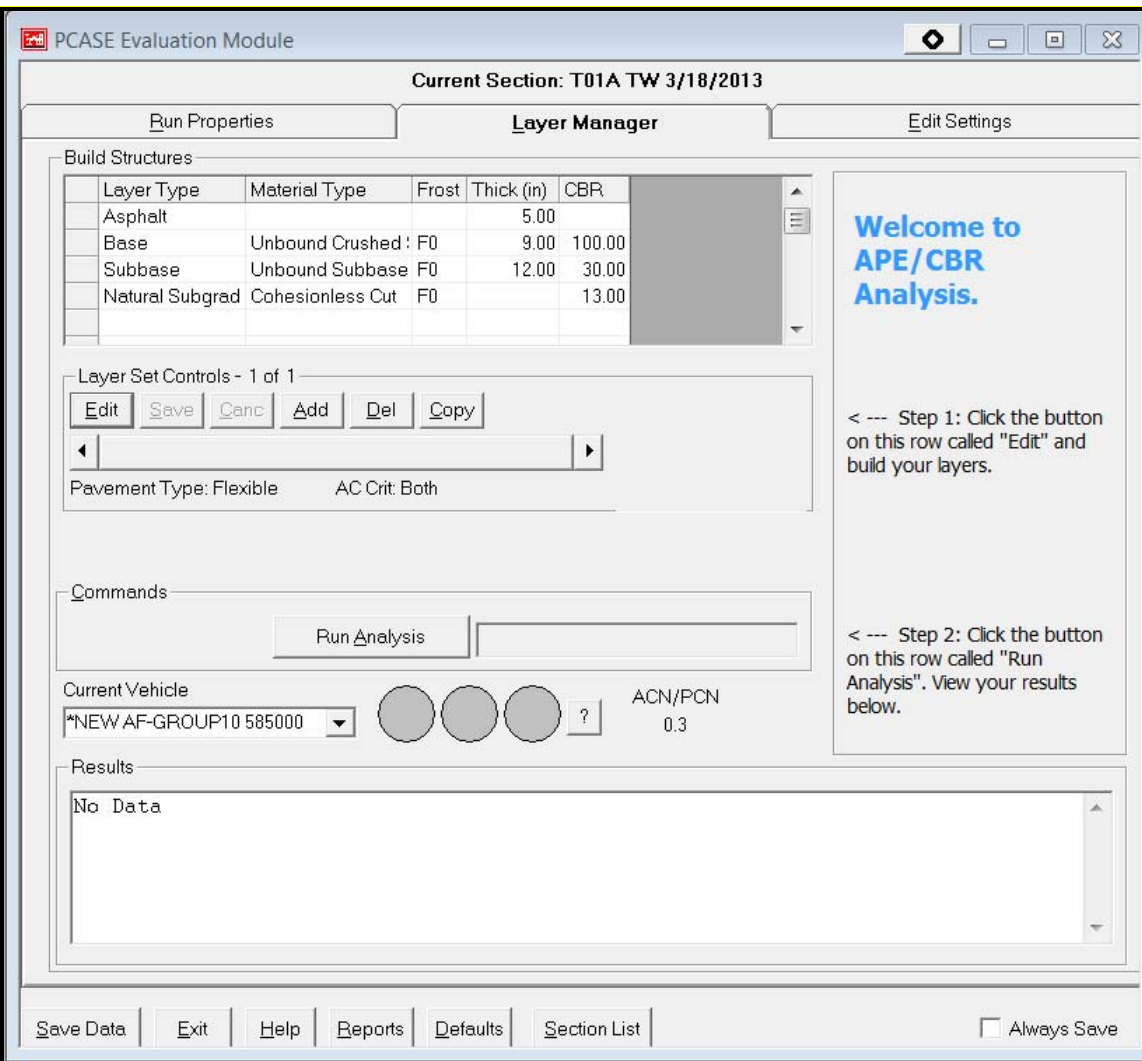 PCASE Evaluation Module
Current Section: T01A TW 3/18/2013
Run Properties Layer Manager Edit Settings
Build Structures
Layer Type Material Type Frost Thick (in) CBR
Asphalt 5.00
Base Unbound Crushed F0 9.00 100.00
Subbase Unbound Subbase F0 12.00 30.00
Natural Subgrad Cohesionless Cut F0 13.00
Welcome to
APE/CBR
Analysis.
Layer Set Controls - 1 of 1
Edit Save Canc Add Del Copy
Pavement Type: Flexible AC Crit: Both
< --- Step 1: Click the button
on this row called "Edit" and
build your layers.
Commands
Run Analysis
< --- Step 2: Click the button
on this row called "Run
Analysis". View your results
below.
Current Vehicle
*NEW AF-GROUP10 585000
?
ACN/PCN
0.3
Results
No Data
Save Data Exit Help Reports Defaults Section List Always Save